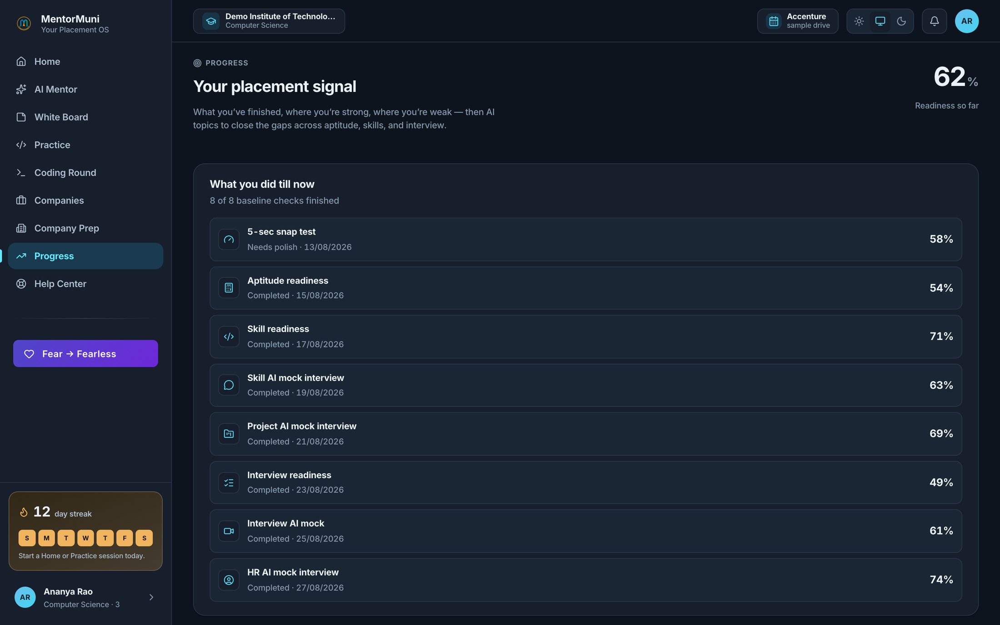 MentorMuni
Your Placement OS
Home
AI Mentor
White Board
Practice
Coding Round
Companies
Company Prep
Progress
Help Center
Fear → Fearless
12 day streak
S M T W T F S
Start a Home or Practice session today.
AR
Ananya Rao
Computer Science · 3
Demo Institute of Technolo...
Computer Science
Accenture
sample drive
AR
PROGRESS
Your placement signal
What you’ve finished, where you’re strong, where you’re weak — then AI
topics to close the gaps across aptitude, skills, and interview.
62%
Readiness so far
What you did till now
8 of 8 baseline checks finished
5-sec snap test
Needs polish · 13/08/2026
58%
Aptitude readiness
Completed · 15/08/2026
54%
Skill readiness
Completed · 17/08/2026
71%
Skill AI mock interview
Completed · 19/08/2026
63%
Project AI mock interview
Completed · 21/08/2026
69%
Interview readiness
Completed · 23/08/2026
49%
Interview AI mock
Completed · 25/08/2026
61%
HR AI mock interview
Completed · 27/08/2026
74%